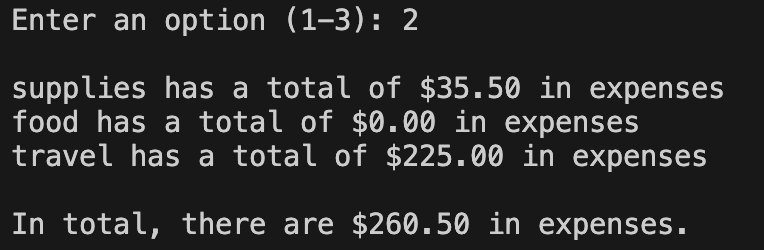 Enter an option (1-3): 2
supplies has a total of $35.50 in expenses
food has a total of $0.00 in expenses
travel has a total of $225.00 in expenses
In total, there are $260.50 in expenses.